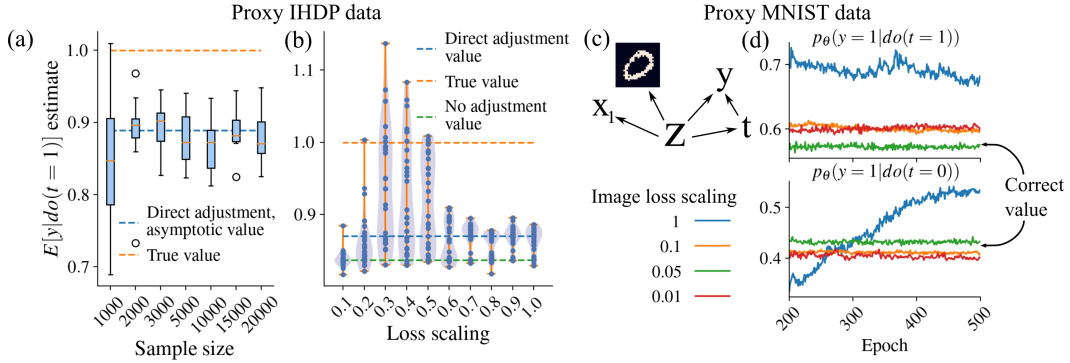 Proxy IHDP data
Proxy MNIST data
(a)
E[y|do(t = 1)] estimate
1.0
0.9
0.8
0.7
Direct adjustment,
asymptotic value
True value
1000
2000
3000
5000
10000
15000
20000
Sample size
(b)
1.1
1.0
0.9
Direct adjustment
value
True value
No adjustment
value
0.1
0.2
0.3
0.4
0.5
0.6
0.7
0.8
0.9
1.0
Loss scaling
(c)
x₁
Z
y
t
Image loss scaling
1
0.1
0.05
0.01
(d)
pθ(y = 1|do(t = 1))
0.7
0.6
pθ(y = 1|do(t = 0))
0.5
0.4
200
300
400
500
Epoch
Correct
value